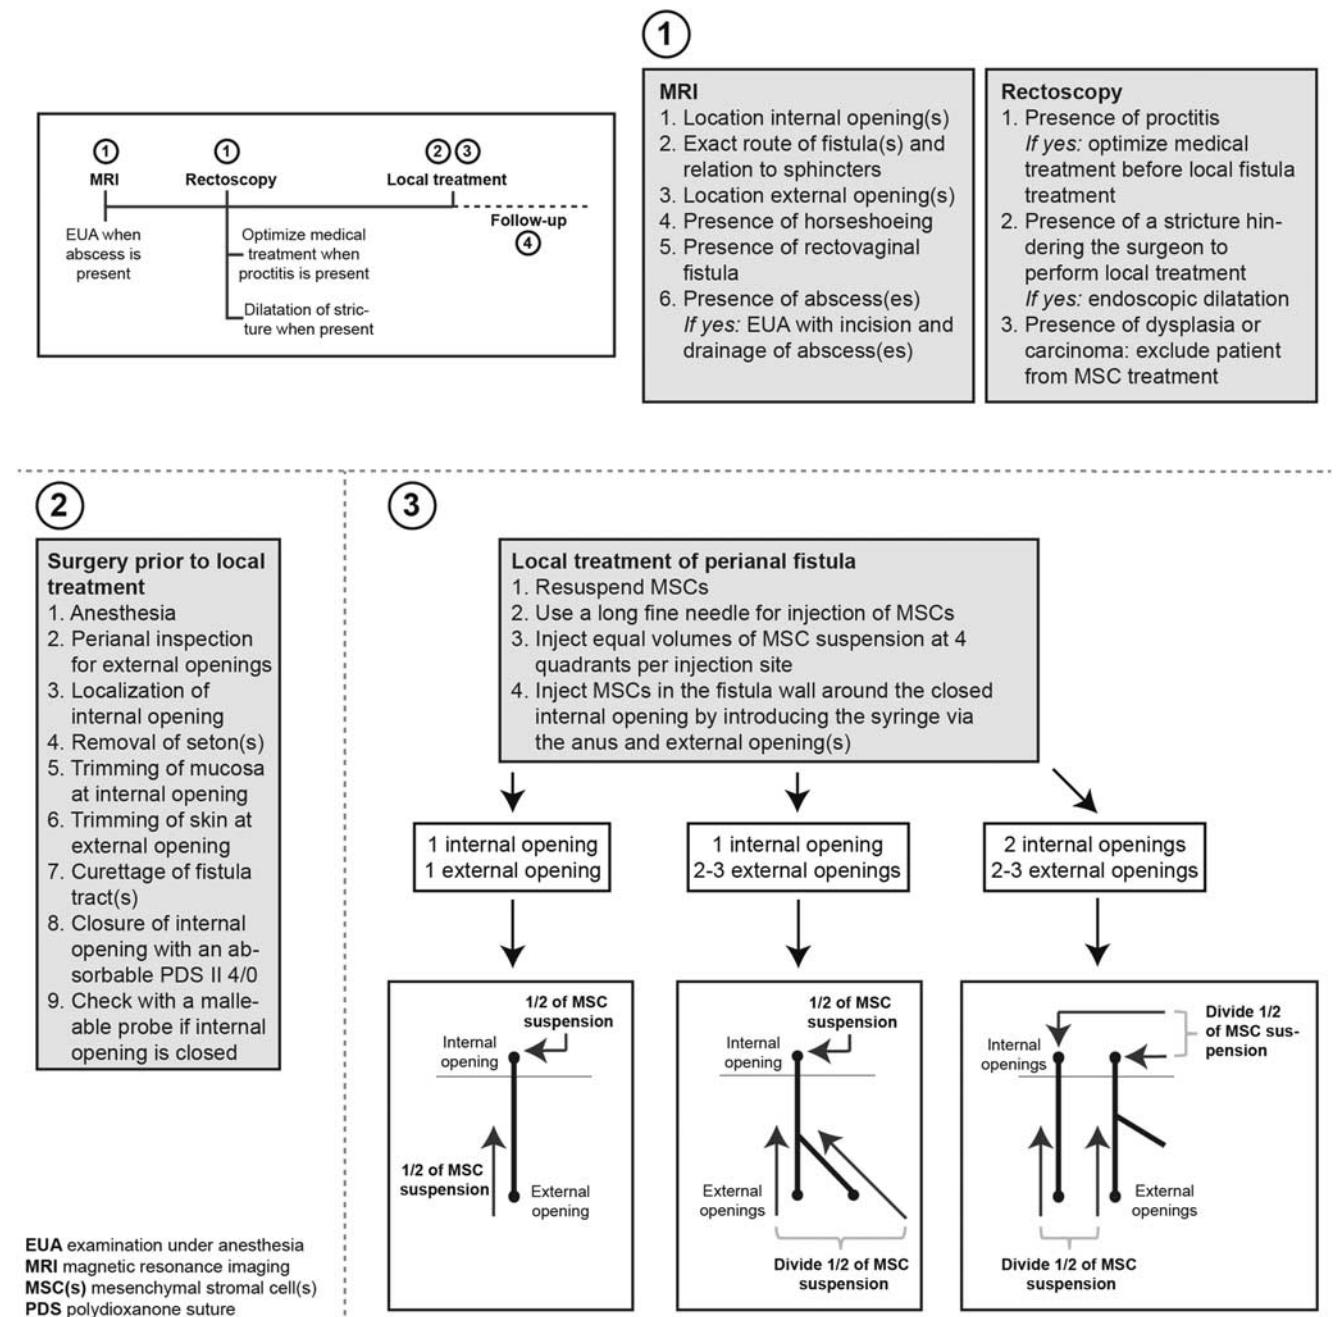 1
MRI
1. Location internal opening(s)
2. Exact route of fistula(s) and
relation to sphincters
3. Location external opening(s)
4. Presence of horseshoeing
5. Presence of rectovaginal
fistula
6. Presence of abscess(es)
If yes: EUA with incision and
drainage of abscess(es)
Rectoscopy
1. Presence of proctitis
If yes: optimize medical
treatment before local fistula
treatment
2. Presence of a stricture hin-
dering the surgeon to
perform local treatment
If yes: endoscopic dilatation
3. Presence of dysplasia or
carcinoma: exclude patient
from MSC treatment
1
MRI
1
Rectoscopy
2 3
Local treatment
Follow-up
4
EUA when
abscess is
present
Optimize medical
treatment when
proctitis is present
Dilatation of stric-
ture when present
2
Surgery prior to local
treatment
1. Anesthesia
2. Perianal inspection
for external openings
3. Localization of
internal opening
4. Removal of seton(s)
5. Trimming of mucosa
at internal opening
6. Trimming of skin at
external opening
7. Curettage of fistula
tract(s)
8. Closure of internal
opening with an ab-
sorbable PDS II 4/0
9. Check with a malle-
able probe if internal
opening is closed
EUA examination under anesthesia
MRI magnetic resonance imaging
MSC(s) mesenchymal stromal cell(s)
PDS polydioxanone suture
3
Local treatment of perianal fistula
1. Resuspend MSCs
2. Use a long fine needle for injection of MSCs
3. Inject equal volumes of MSC suspension at 4
quadrants per injection site
4. Inject MSCs in the fistula wall around the closed
internal opening by introducing the syringe via
the anus and external opening(s)
1 internal opening
1 external opening
1 internal opening
2-3 external openings
2 internal openings
2-3 external openings
1/2 of MSC
suspension
Internal
opening
1/2 of MSC
suspension
External
opening
1/2 of MSC
suspension
Internal
opening
External
openings
Divide 1/2 of MSC
suspension
Divide 1/2
of MSC sus-
pension
Internal
openings
External
openings
Divide 1/2 of MSC
suspension